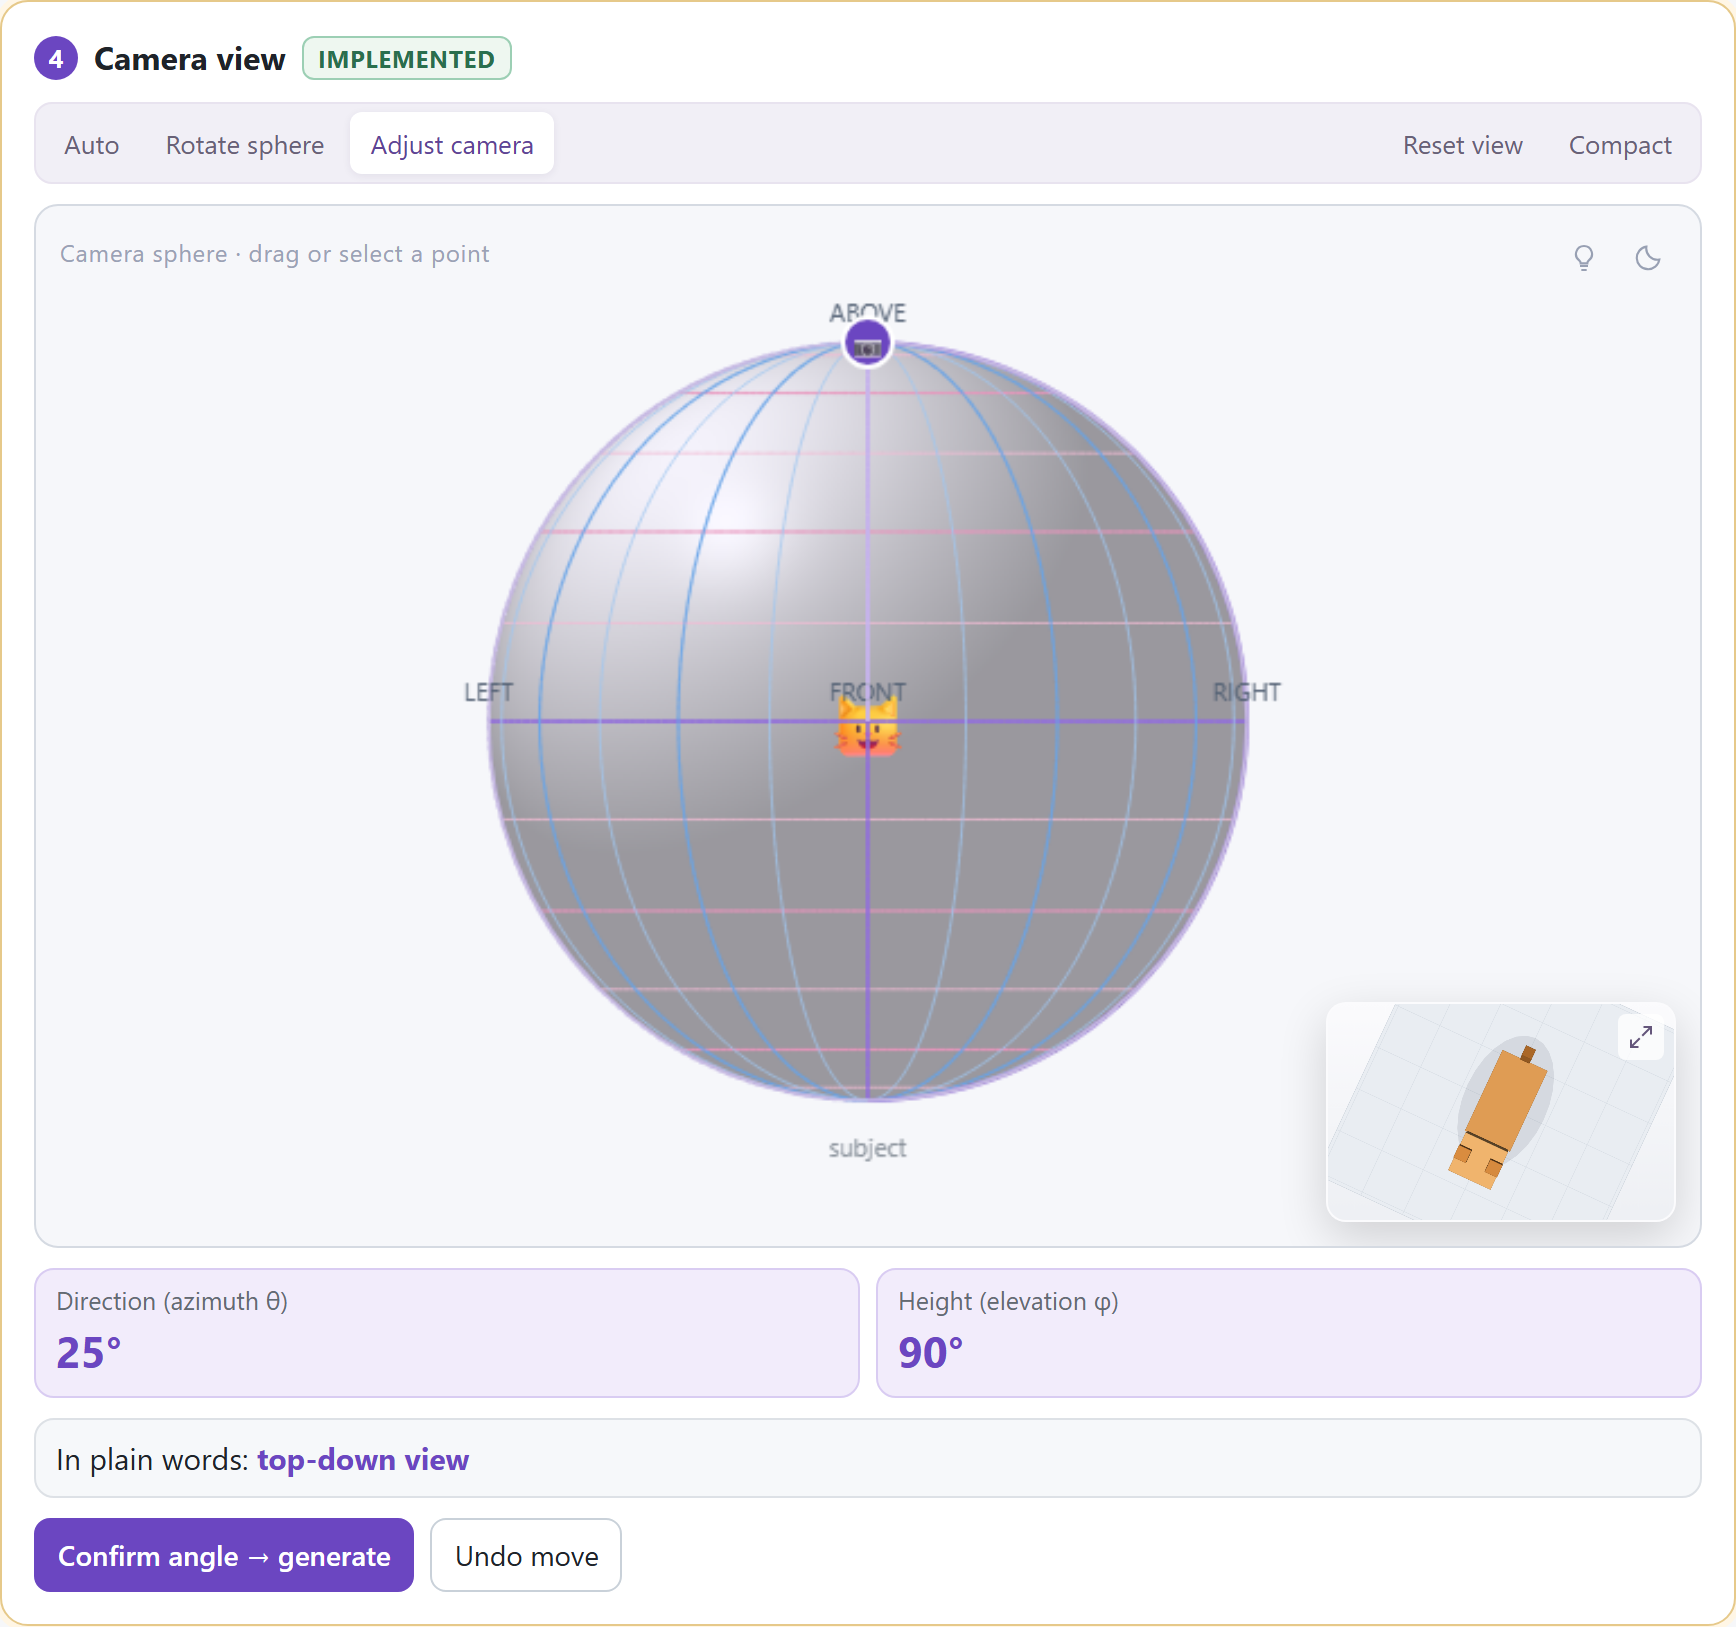 4 Camera view IMPLEMENTED
Auto Rotate sphere Adjust camera Reset view Compact
Camera sphere · drag or select a point
ABOVE
LEFT FRONT RIGHT
subject
Direction (azimuth θ) Height (elevation φ)
25° 90°
In plain words: top-down view
Confirm angle → generate Undo move